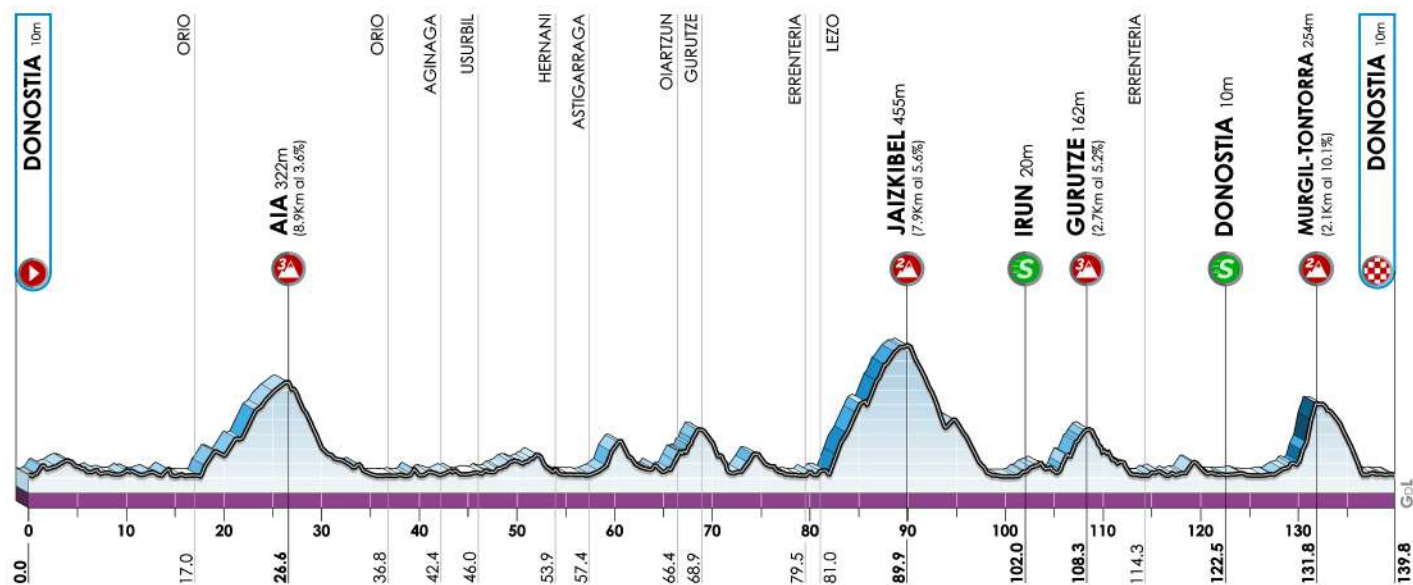 DONOSTIA 10m
ORIO
AIA 322m
(8.9Km al 3.6%)
ORIO
AGINAGA
USURBIL
HERNANI
ASTIGARRAGA
OIARTZUN
GURUTZE
ERRENTERIA
LEZO
JAIZKIBEL 455m
(7.9Km al 5.6%)
IRUN 20m
GURUTZE 162m
(2.7Km al 5.2%)
ERRENTERIA
DONOSTIA 10m
MURGIL-TONTORRA 254m
(2.1Km al 10.1%)
DONOSTIA 10m
3
2
S
3
S
2
GDL
0 10 20 30 40 50 60 70 80 90 100 110 120 130
0.0 17.0 26.6 36.8 42.4 46.0 53.9 57.4 66.4 68.9 79.5 81.0 89.9 102.0 108.3 114.3 122.5 131.8 139.8